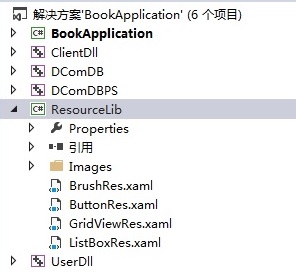 解决方案'BookApplication' (6 个项目)
BookApplication
ClientDll
DComDB
DComDBPS
C# ResourceLib
Properties
引用
Images
BrushRes.xaml
ButtonRes.xaml
GridViewRes.xaml
ListBoxRes.xaml
UserDll